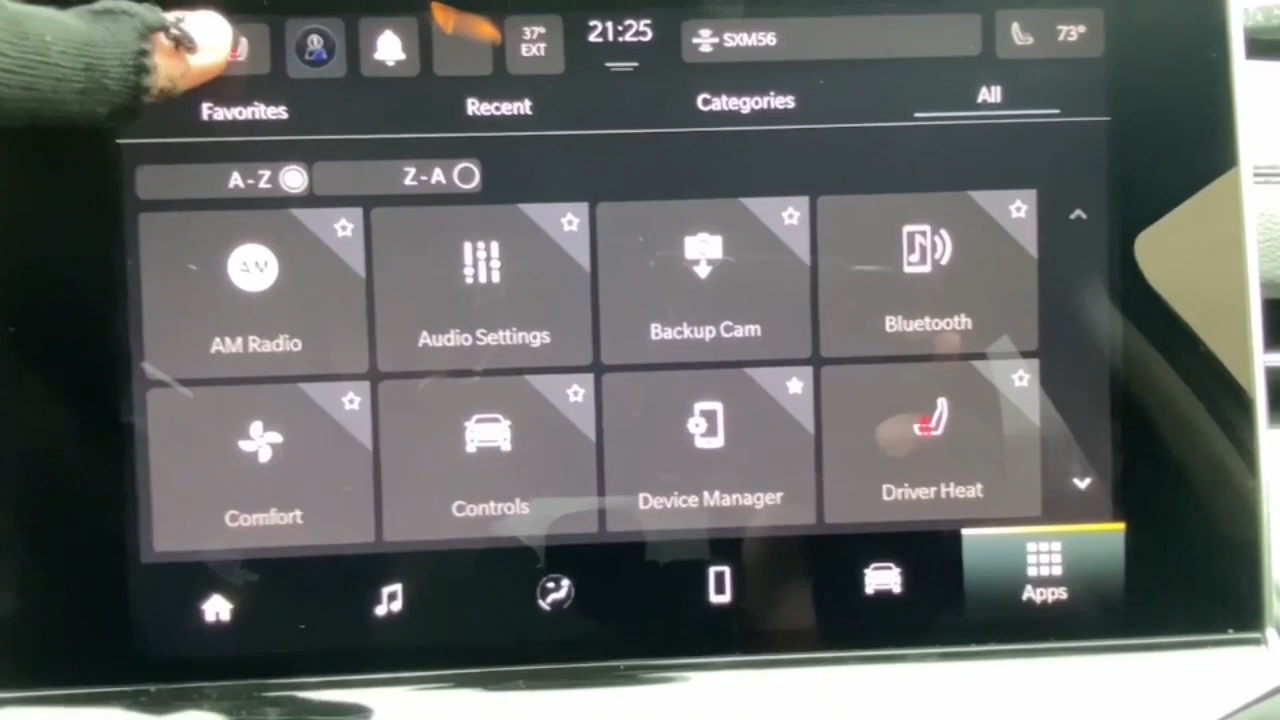 37°
EXT
21:25
SXM56
73°
Favorites
Recent
Categories
All
A-Z
Z-A
AM
AM Radio
Audio Settings
Backup Cam
Bluetooth
Comfort
Controls
Device Manager
Driver Heat
Apps